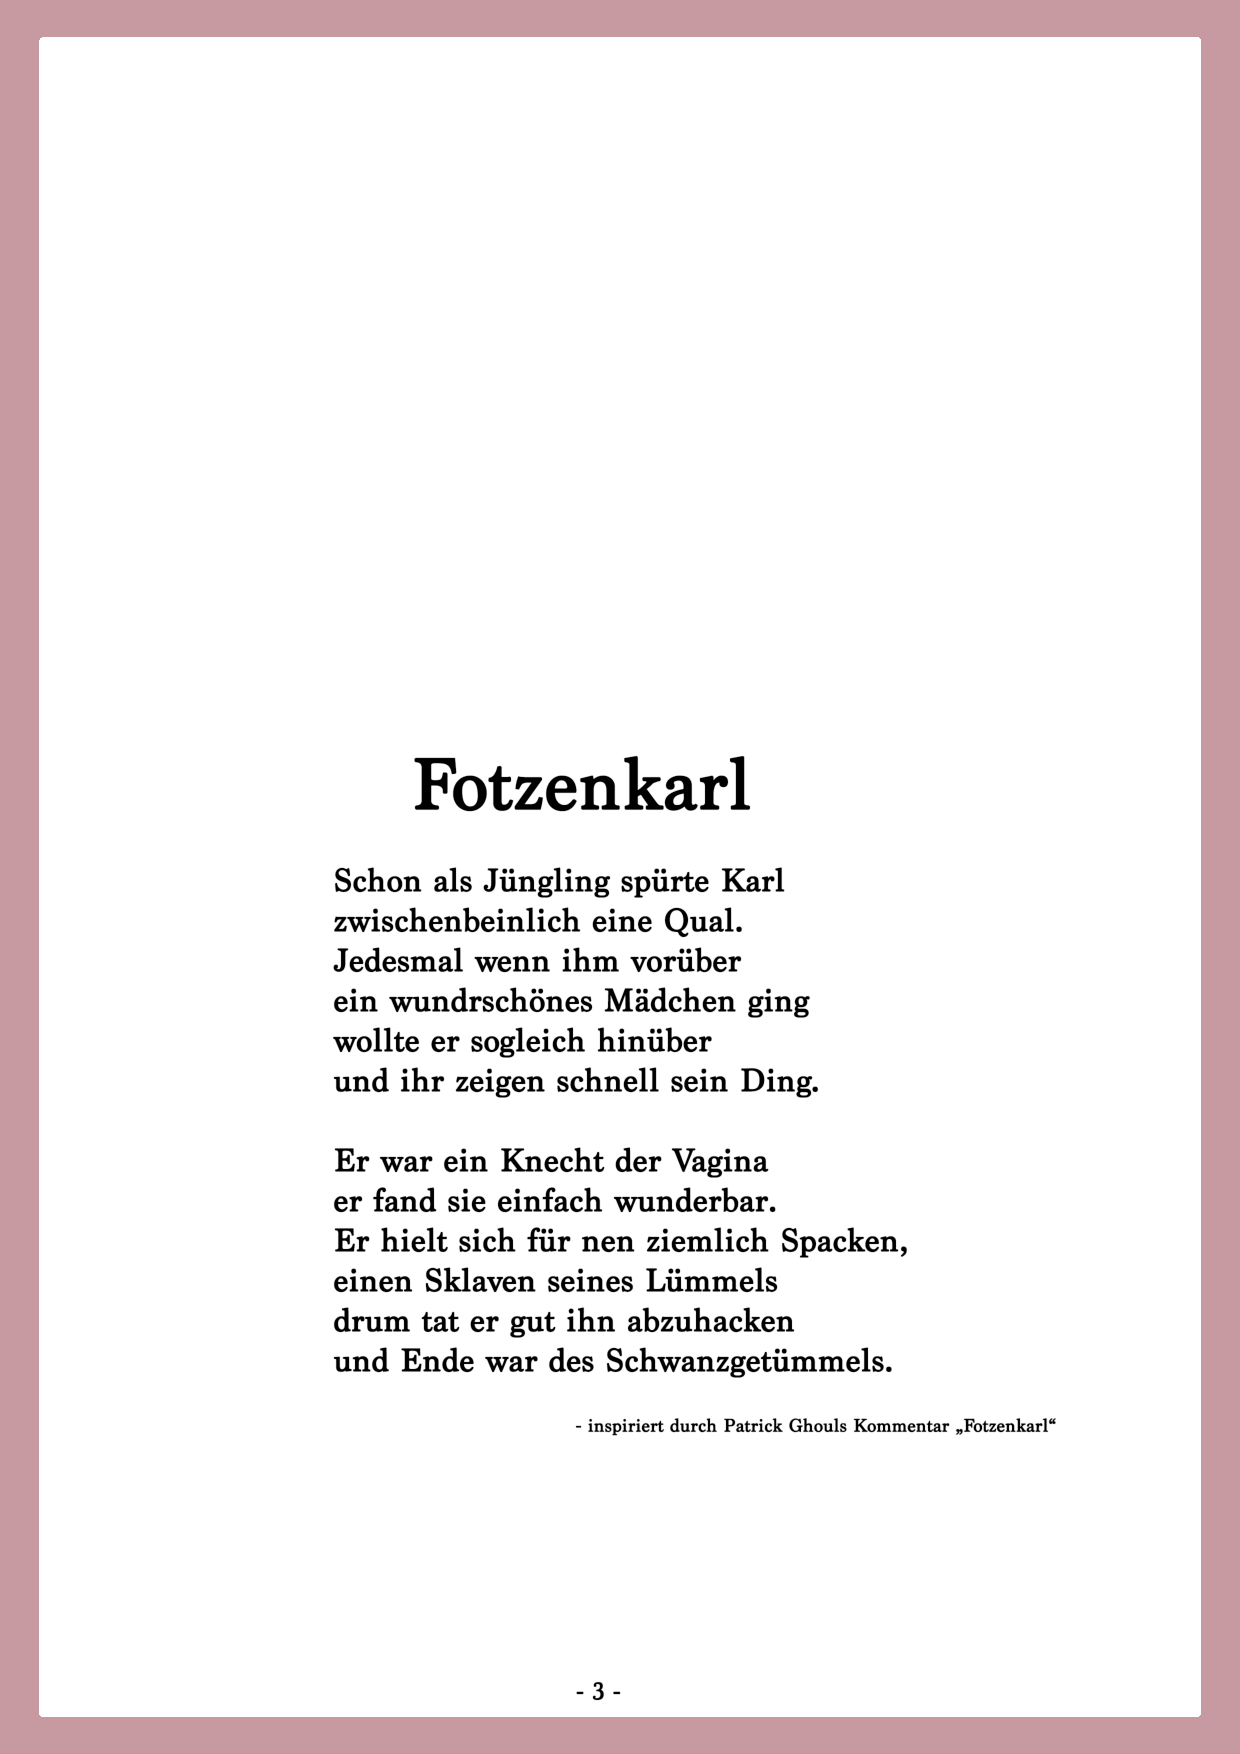 Fotzenkarl
Schon als Jüngling spürte Karl
zwischenbeinlich eine Qual.
Jedesmal wenn ihm vorüber
ein wundrschönes Mädchen ging
wollte er sogleich hinüber
und ihr zeigen schnell sein Ding.
Er war ein Knecht der Vagina
er fand sie einfach wunderbar.
Er hielt sich für nen ziemlich Spacken,
einen Sklaven seines Lümmels
drum tat er gut ihn abzuhacken
und Ende war des Schwanzgetümmels.
- inspiriert durch Patrick Ghouls Kommentar „Fotzenkarl“
- 3 -